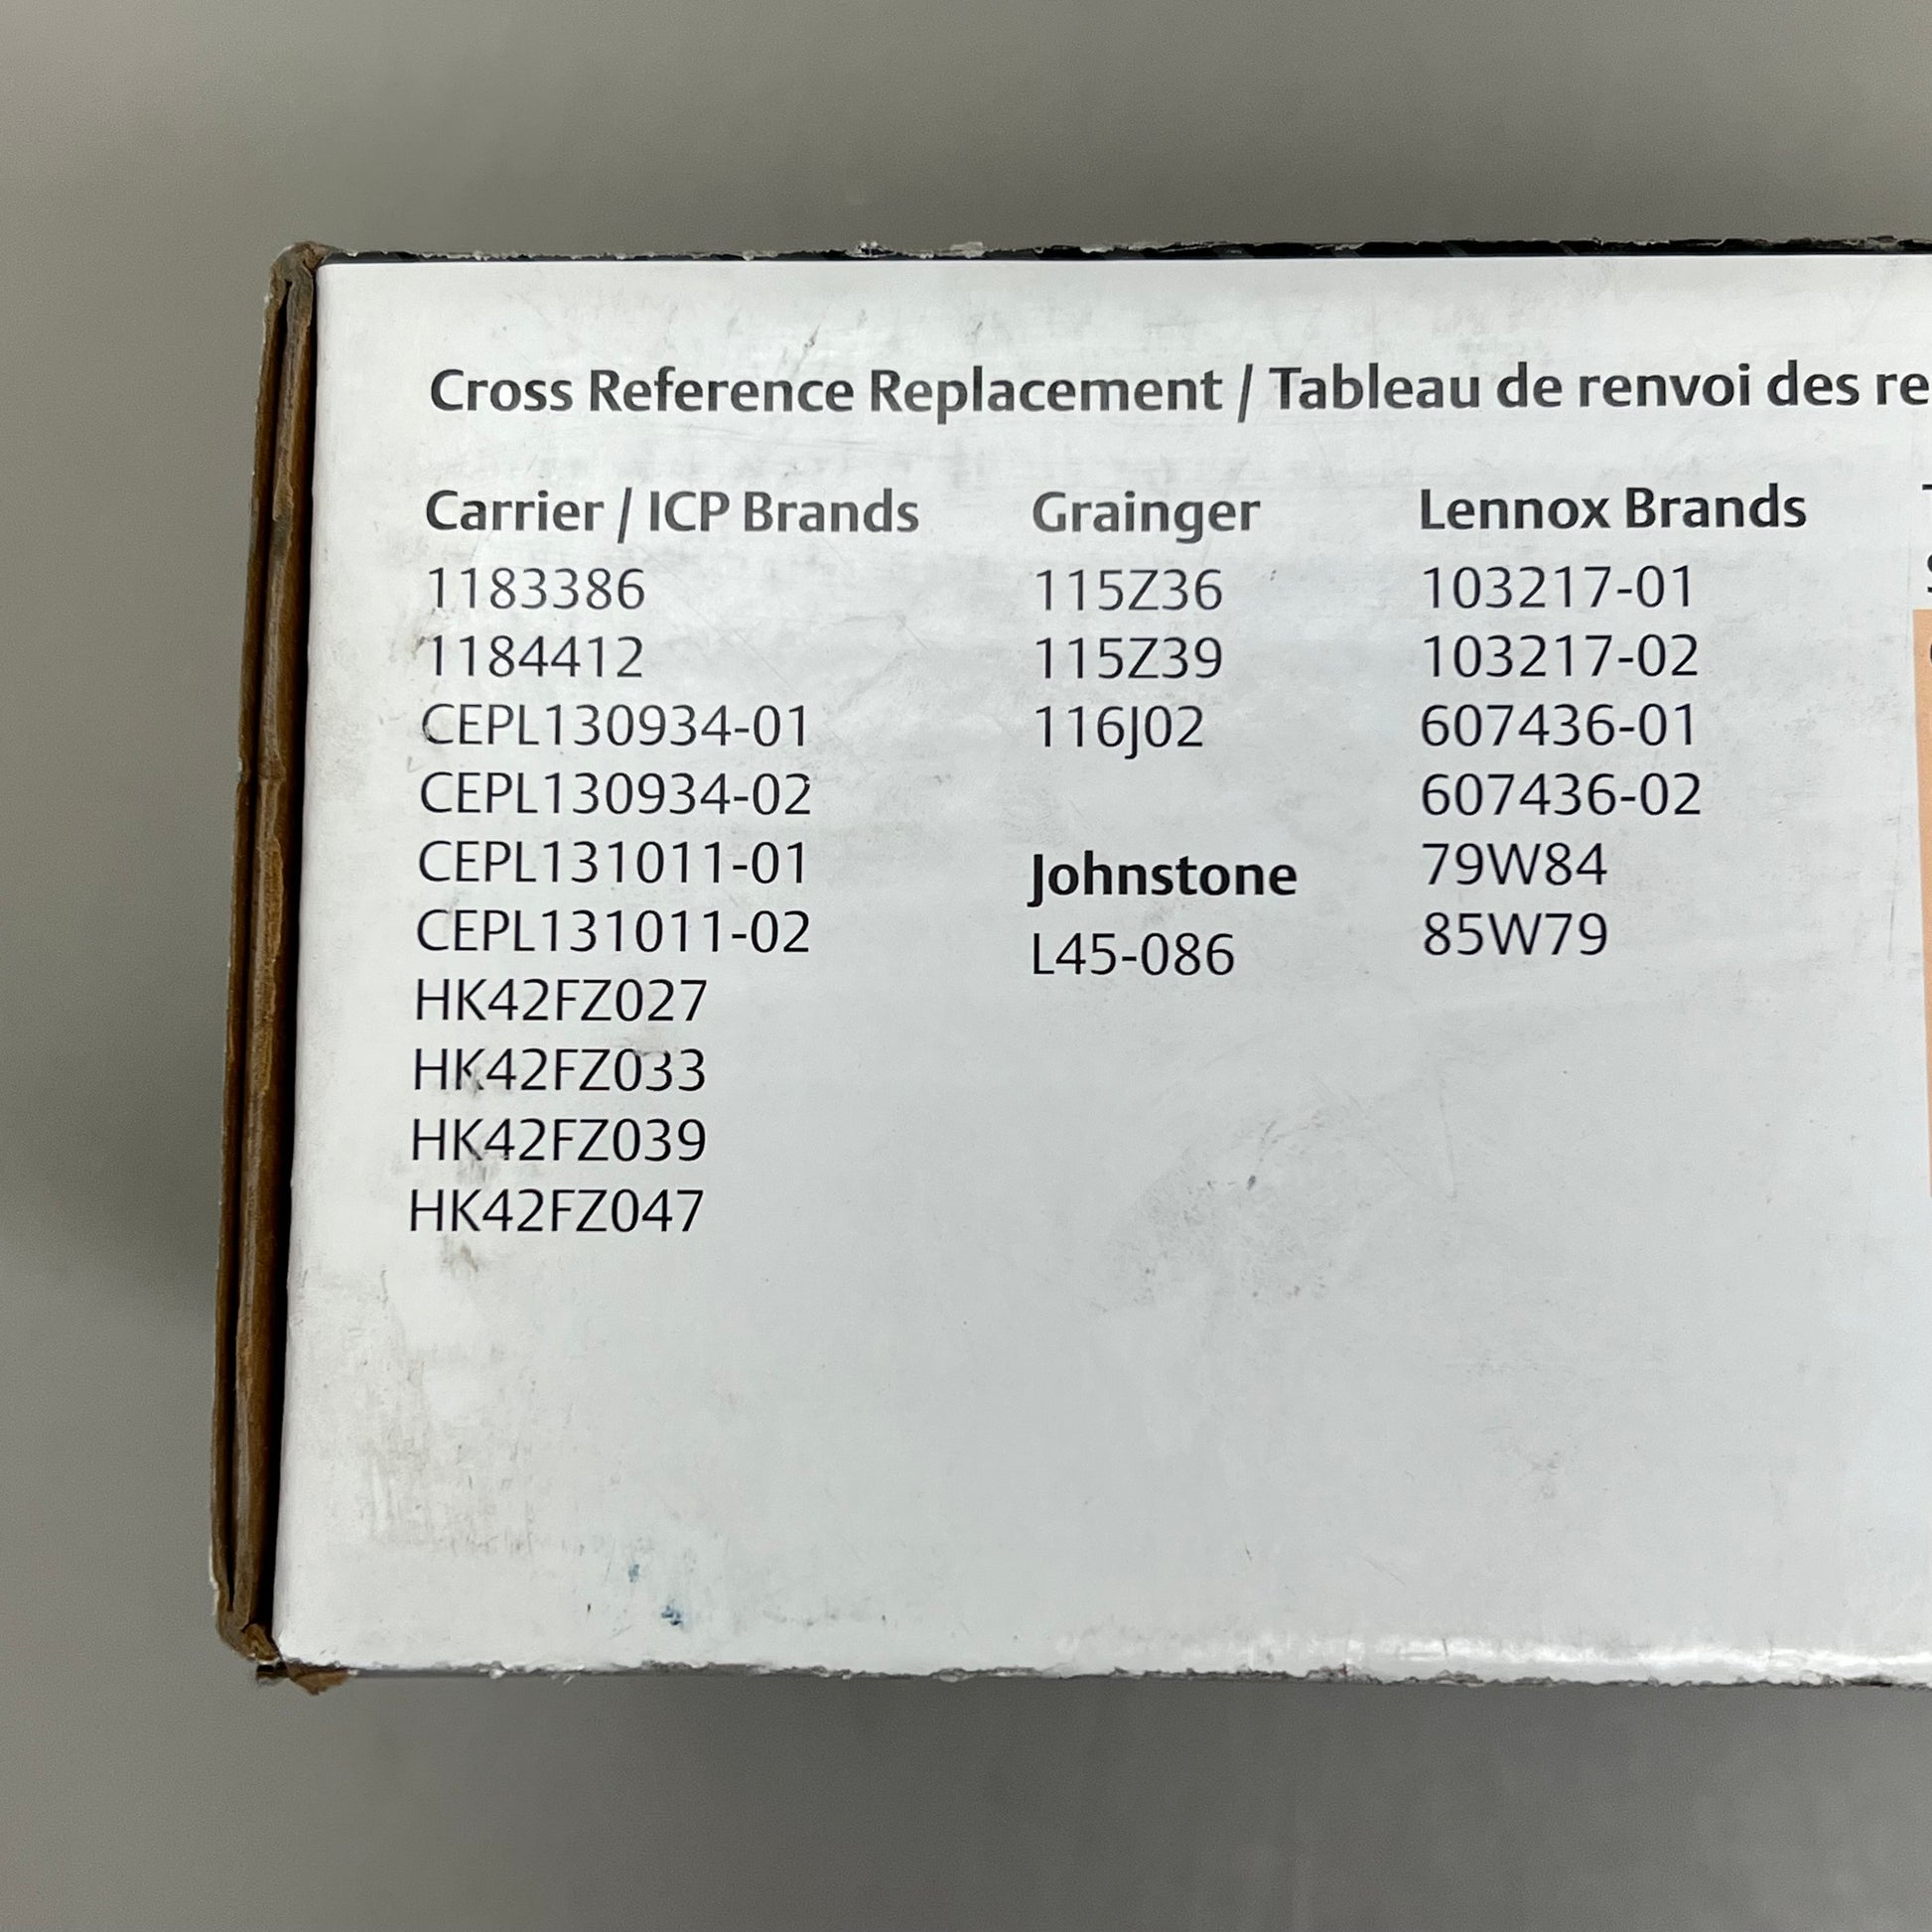 Cross Reference Replacement / Tableau de renvoi des re
Carrier / ICP Brands
1183386
1184412
CEPL130934-01
CEPL130934-02
CEPL131011-01
CEPL131011-02
HK42FZ027
HK42FZ033
HK42FZ039
HK42FZ047
Grainger
115Z36
115Z39
116J02
Johnstone
L45-086
Lennox Brands
103217-01
103217-02
607436-01
607436-02
79W84
85W79